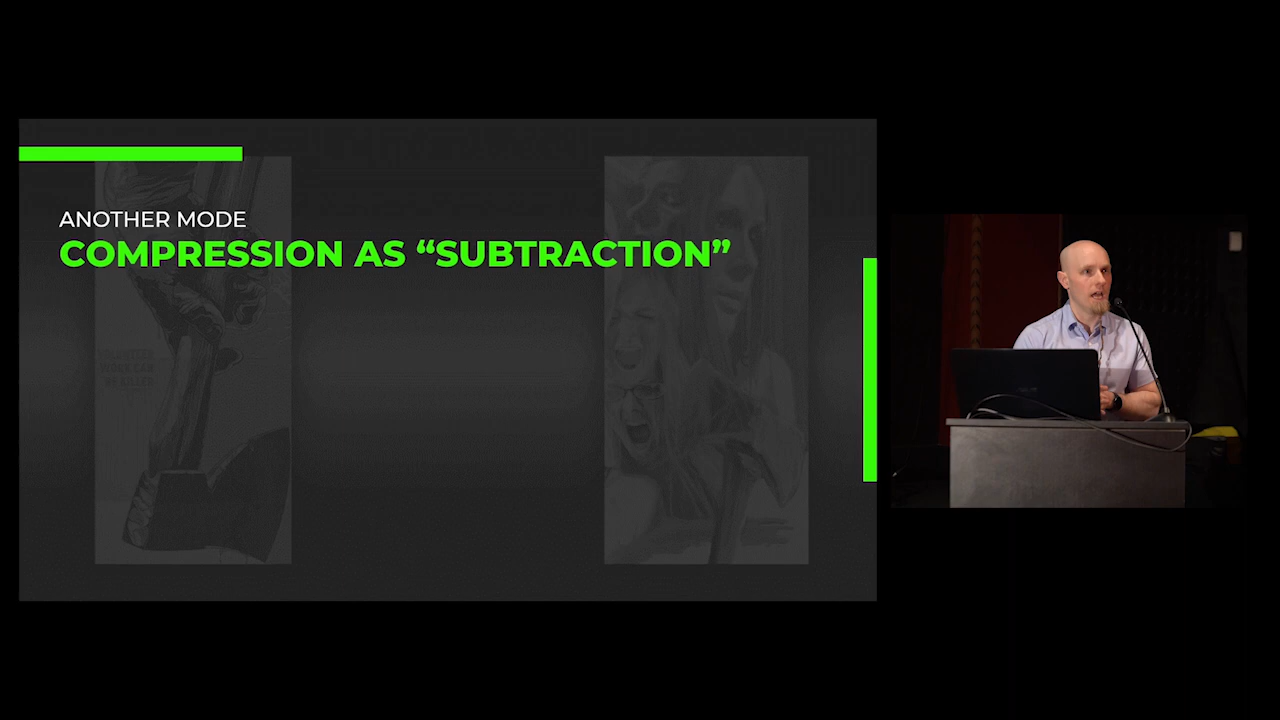 ANOTHER MODE
COMPRESSION AS “SUBTRACTION”